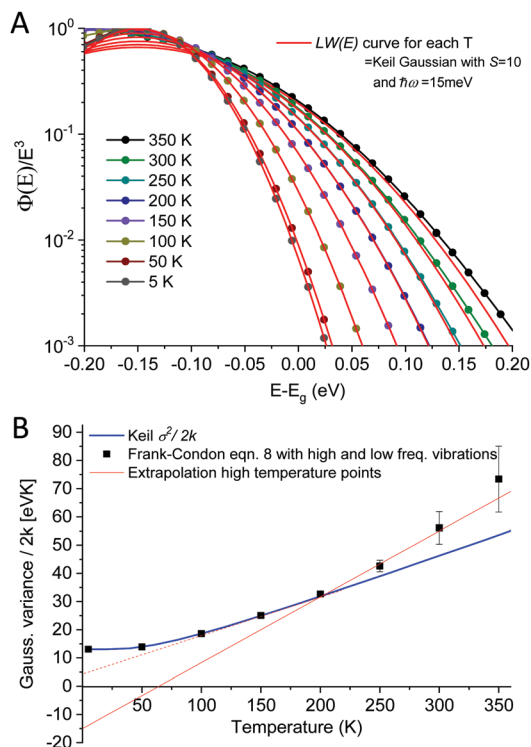 A
Φ(E)/E³
10⁰
10⁻¹
10⁻²
10⁻³
LW(E) curve for each T
=Keil Gaussian with S=10
and ħω =15meV
350 K
300 K
250 K
200 K
150 K
100 K
50 K
5 K
-0.20 -0.15 -0.10 -0.05 0.00 0.05 0.10 0.15 0.20
E-E_g (eV)
B
Gauss. variance / 2k [eVK]
90
80
70
60
50
40
30
20
10
0
-10
-20
Keil σ²/ 2k
Frank-Condon eqn. 8 with high and low freq. vibrations
Extrapolation high temperature points
0 50 100 150 200 250 300 350
Temperature (K)